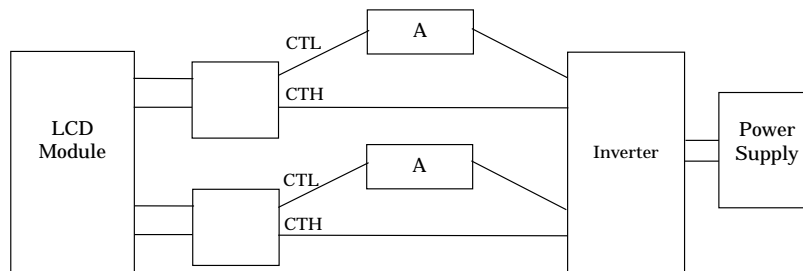 A
CTL
CTH
LCD
Module
Inverter
Power
Supply
A
CTL
CTH